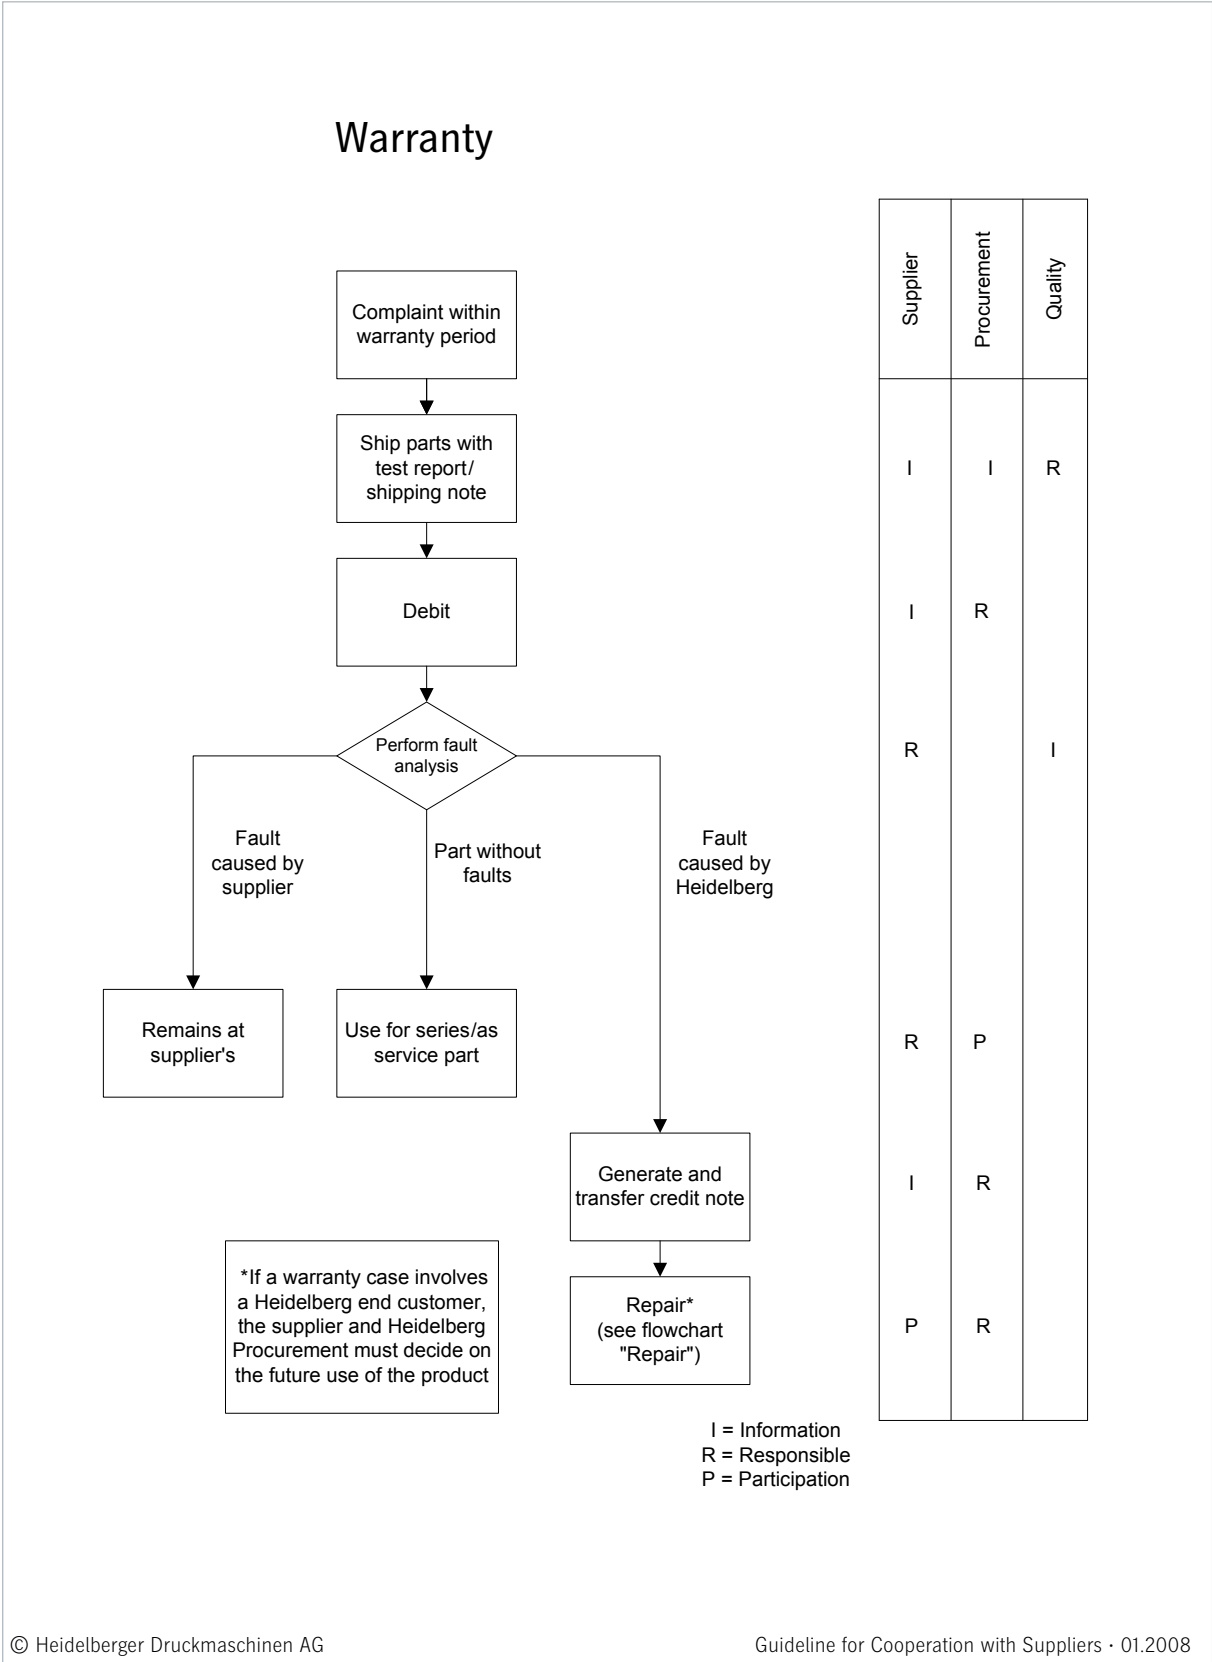 Warranty
Supplier
Procurement
Quality
Complaint within
warranty period
Ship parts with
test report/
shipping note
I I R
Debit
I R
Perform fault
analysis
R I
Fault
caused by
supplier
Part without
faults
Fault
caused by
Heidelberg
Remains at
supplier's
Use for series/as
service part
R P
Generate and
transfer credit note
I R
*If a warranty case involves
a Heidelberg end customer,
the supplier and Heidelberg
Procurement must decide on
the future use of the product
Repair*
(see flowchart
"Repair")
P R
I = Information
R = Responsible
P = Participation
© Heidelberger Druckmaschinen AG
Guideline for Cooperation with Suppliers · 01.2008